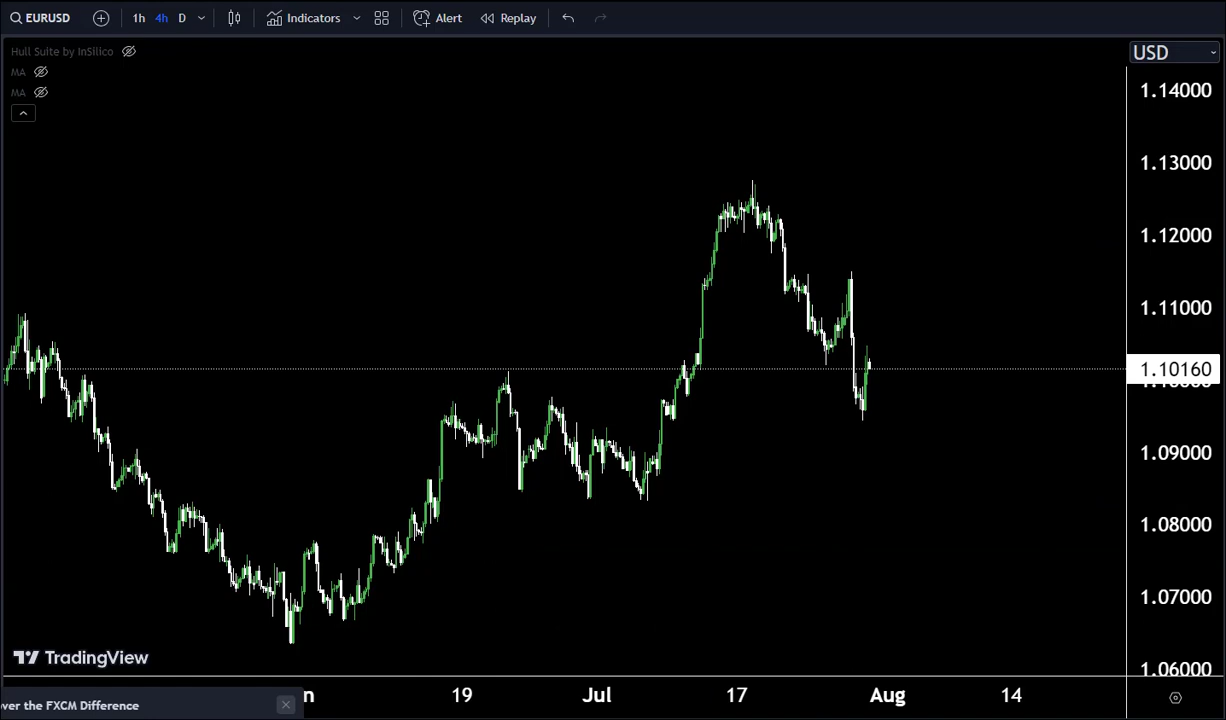 EURUSD 1h 4h D Indicators Alert Replay
Hull Suite by InSilico
MA
MA
USD
1.14000
1.13000
1.12000
1.11000
1.10160
1.09000
1.08000
1.07000
1.06000
TradingView
19 Jul 17 Aug 14
over the FXCM Difference